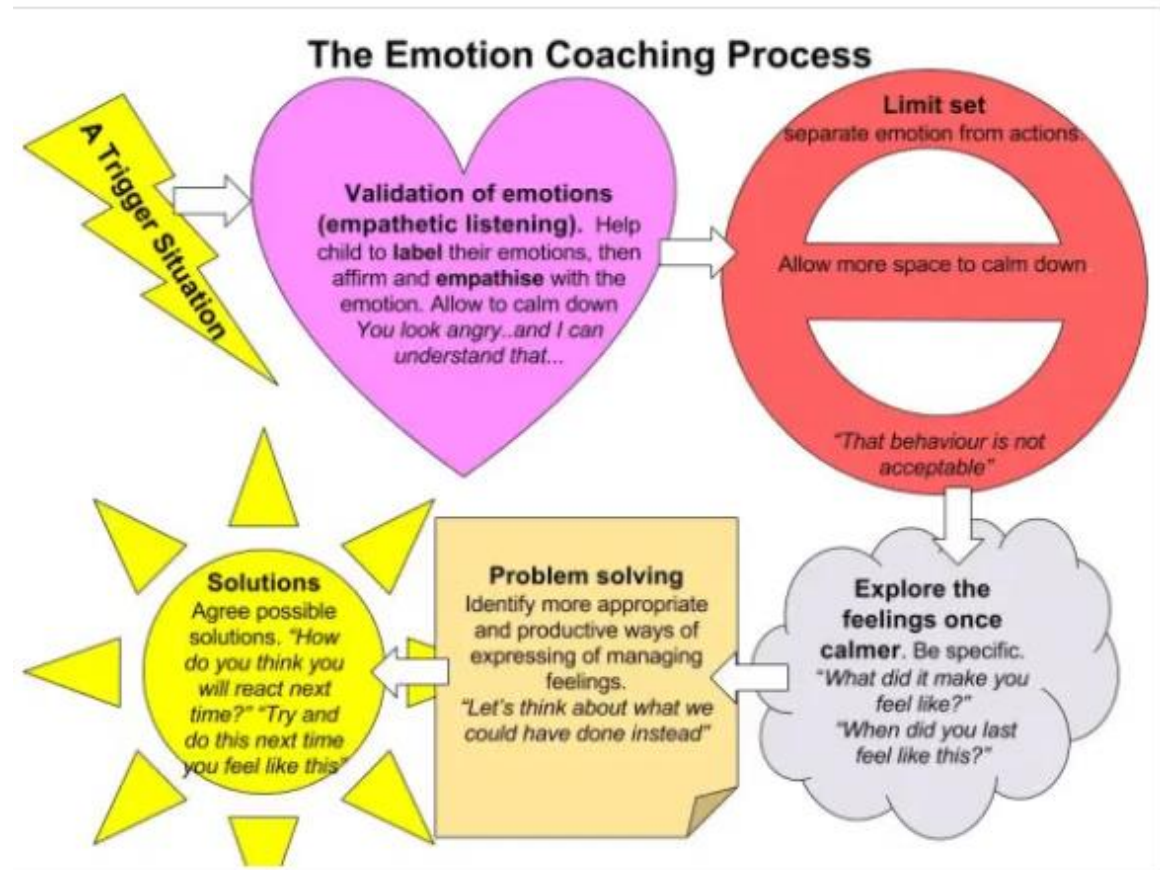 The Emotion Coaching Process
A Trigger Situation
Validation of emotions
(empathetic listening). Help
child to label their emotions, then
affirm and empathise with the
emotion. Allow to calm down
You look angry..and I can
understand that...
Limit set
separate emotion from actions.
Allow more space to calm down
"That behaviour is not
acceptable"
Explore the
feelings once
calmer. Be specific.
"What did it make you
feel like?"
"When did you last
feel like this?"
Problem solving
Identify more appropriate
and productive ways of
expressing of managing
feelings.
"Let's think about what we
could have done instead"
Solutions
Agree possible
solutions. "How
do you think you
will react next
time?" "Try and
do this next time
you feel like this"